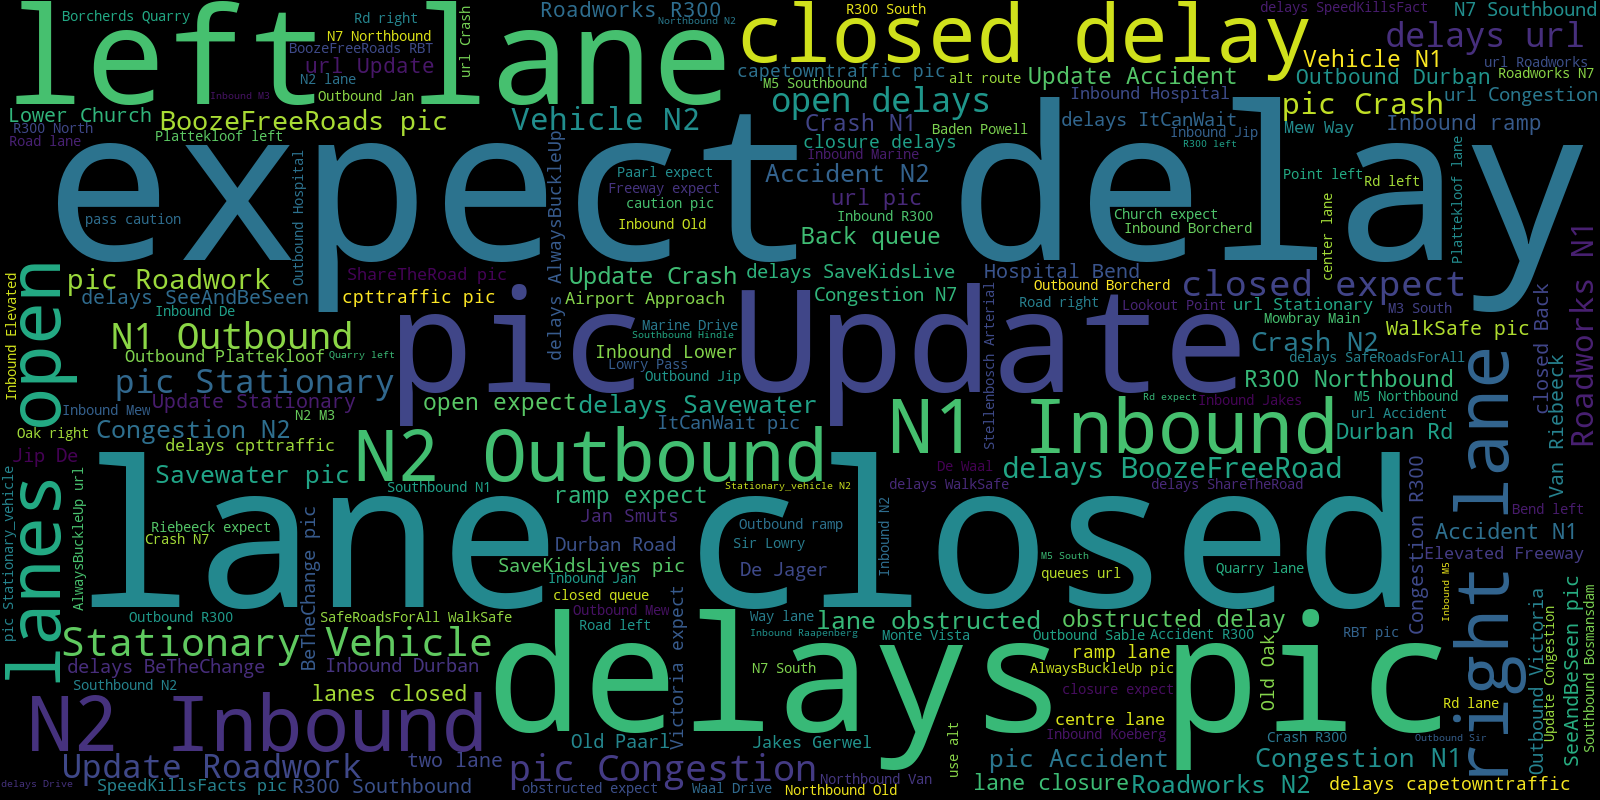 left lane
closed delay
expect delay
pic Update
lane closed
delays pic
N2 Outbound
N1 Inbound
N2 Inbound
lanes open
right lane
Stationary Vehicle
Borcherds Quarry
Rd right
Roadworks R300
Northbound N2
R300 South
delays SpeedKillsFact
N7 Southbound
N7 Northbound
BoozeFreeRoads RBT
url Update
url Crash
delays url
Vehicle N1
url Roadworks
N2 lane
Inbound M3
Outbound Jan
capetowntraffic pic
M5 Southbound
alt route
Update Accident
Outbound Durban
Roadworks N7
Lower Church
BoozeFreeRoads pic
Vehicle N2
open delays
Inbound Hospital
pic Crash
url Congestion
R300 North
Road lane
Plattekloof left
Crash N1
closure delays
Baden Powell
delays ItCanWait
Inbound Jip
R300 left
Mew Way
Inbound ramp
Inbound Marine
Outbound Hospital
delays AlwaysBuckleUp
Paarl expect
Freeway expect
caution pic
Inbound Old
Accident N2
url pic
Inbound R300
Back queue
pass caution
Church expect
Inbound Borcherd
Point left
Rd left
center lane
Plattekloof lane
Roadworks N1
pic Roadwork
ShareTheRoad pic
Update Crash
delays SaveKidsLive
Hospital Bend
Outbound Borcherd
closed expect
Inbound Elevated
delays SeeAndBeSeen
cpttraffic pic
Airport Approach
Congestion N7
Road right
Lookout Point
url Stationary
M3 South
Inbound De
Marine Drive
Southbound Hindle
Mowbray Main
WalkSafe pic
closed Back
N1 Outbound
Outbound Plattekloof
Quarry left
Inbound Lower
Lowry Pass
Outbound Jip
Stellenbosch Arterial
Crash N2
delays SafeRoadsForAll
pic Stationary
Update Stationary
open expect
delays Savewater
Rd expect
Inbound Jakes
R300 Northbound
M5 Northbound
Van Riebeeck
Inbound Mew
N2 M3
Congestion N2
ItCanWait pic
url Accident
Durban Rd
Oak right
delays cpttraffic
Jip De
Savewater pic
Southbound N1
ramp expect
Stationary_vehicle N2
De Waal
delays WalkSafe
delays BoozeFreeRoad
delays ShareTheRoad
pic Stationary_vehicle
AlwaysBuckleUp url
Riebeeck expect
Crash N7
BeTheChange pic
Jan Smuts
Durban Road
Outbound ramp
Sir Lowry
Inbound N2
Congestion R300
Bend left
Accident N1
Elevated Freeway
SaveKidsLives pic
De Jager
M5 South
queues url
Quarry lane
Inbound M5
Inbound Jan
closed queue
Outbound R300
SafeRoadsForAll WalkSafe
Outbound Mew
Road left
Way lane
lane obstructed
obstructed delay
Inbound Raapenberg
Monte Vista
Outbound Sable
Accident R300
RBT pic
Outbound Victoria
Update Congestion
SeeAndBeSeen pic
Southbound Bosmansdam
delays BeTheChange
Inbound Durban
Victoria expect
N7 South
ramp lane
AlwaysBuckleUp pic
Old Oak
Southbound N2
lanes closed
closure expect
Rd lane
centre lane
Inbound Koeberg
Old Paarl
Jakes Gerwel
use alt
Crash R300
Outbound Sir
Update Roadwork
two lane
pic Congestion
pic Accident
Congestion N1
delays Drive
SpeedKillsFacts pic
R300 Southbound
obstructed expect
Waal Drive
Northbound Van
Northbound Old
lane closure
Roadworks N2
delays capetowntraffic